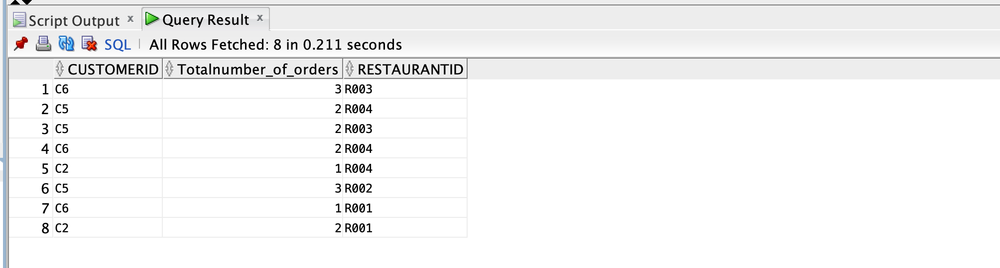 Script Output x Query Result x
SQL | All Rows Fetched: 8 in 0.211 seconds
CUSTOMERID Totalnumber_of_orders RESTAURANTID
1 C6 3 R003
2 C5 2 R004
3 C5 2 R003
4 C6 2 R004
5 C2 1 R004
6 C5 3 R002
7 C6 1 R001
8 C2 2 R001